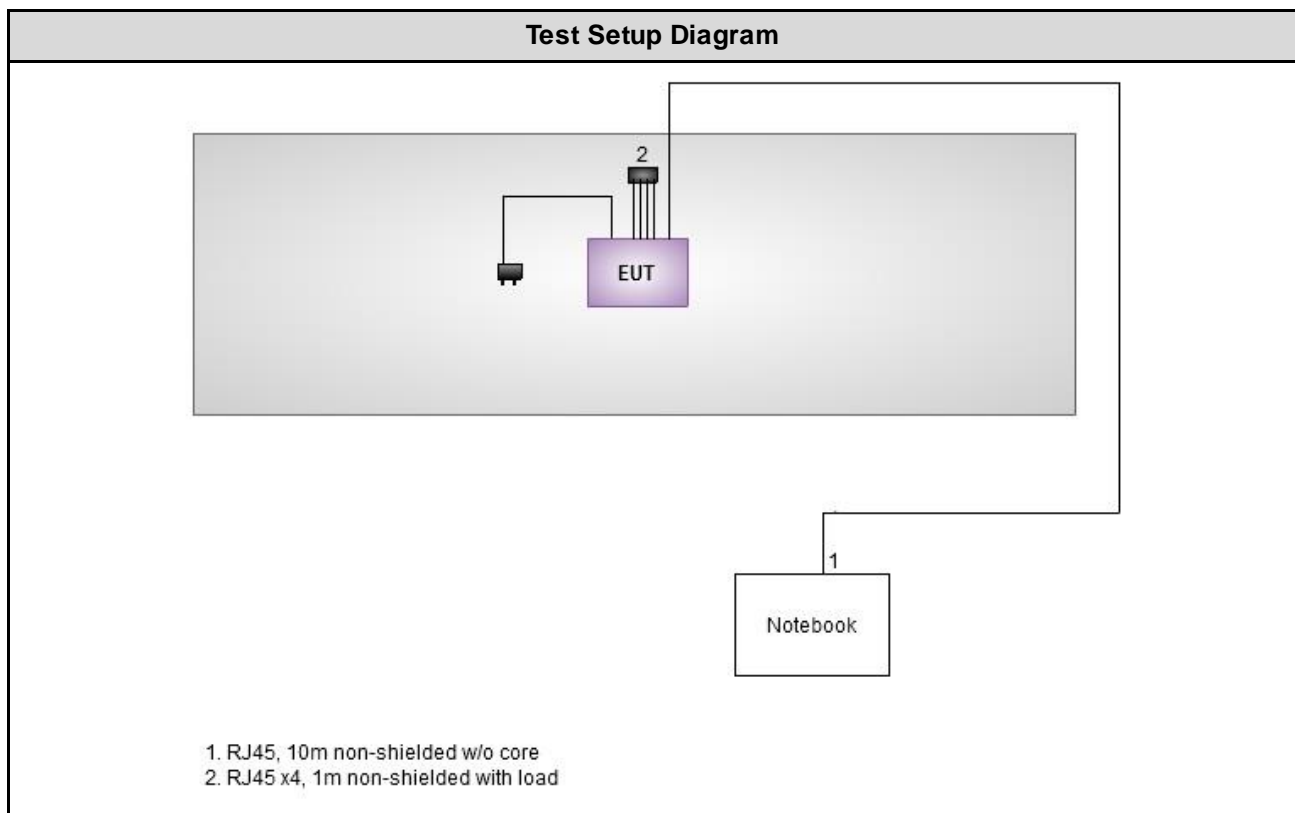 Test Setup Diagram
2
EUT
1
Notebook
1. RJ45, 10m non-shielded w/o core
2. RJ45 x4, 1m non-shielded with load